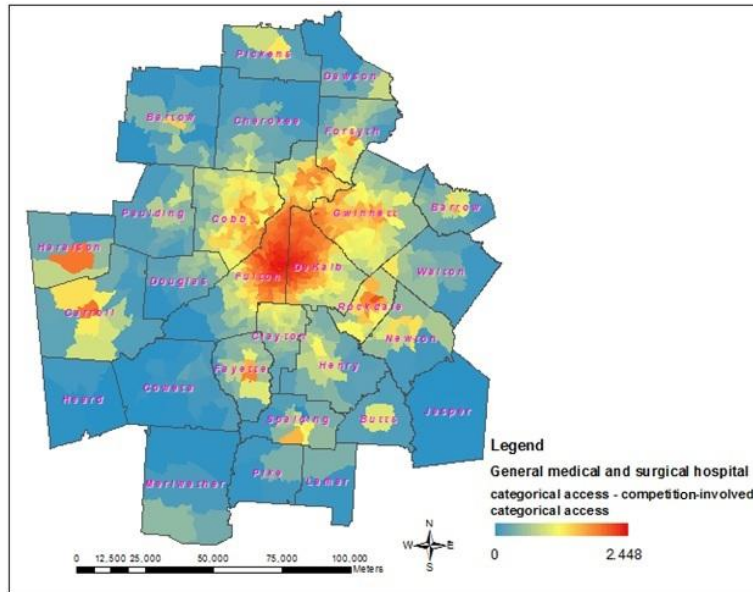 Pickens
Dawson
Bartow
Cherokee
Forsyth
Paulding
Cobb
Gwinnett
Barrow
Haralson
Douglas
Fulton
DeKalb
Walton
Carroll
Rockdale
Clayton
Newton
Fayette
Henry
Heard
Coweta
Spalding
Butts
Jasper
Meriwether
Pike
Lamar
Legend
General medical and surgical hospital
categorical access - competition-involved
categorical access
0 2.448
N
W E
S
0 12,500 25,000 50,000 75,000 100,000
Meters